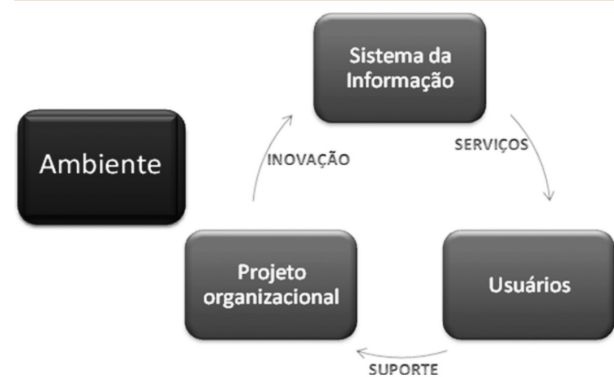 Sistema da
Informação
Ambiente
INOVAÇÃO
SERVIÇOS
Projeto
organizacional
Usuários
SUPORTE